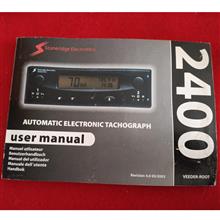 Stoneridge Electronics
2400
70
AUTOMATIC ELECTRONIC TACHOGRAPH
user manual
Manuel utilisateur
Benutzerhandbuch
Manual del utilizador
Manuale dell'utente
Handbok
VEEDER-ROOT